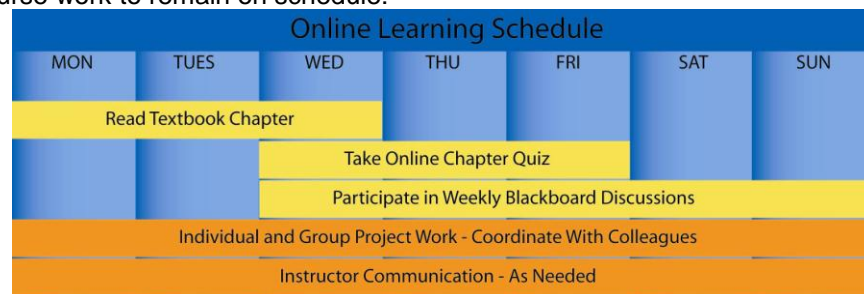 urse work to remain on schedule.
Online Learning Schedule
MON TUES WED THU FRI SAT SUN
Read Textbook Chapter
Take Online Chapter Quiz
Participate in Weekly Blackboard Discussions
Individual and Group Project Work - Coordinate With Colleagues
Instructor Communication - As Needed